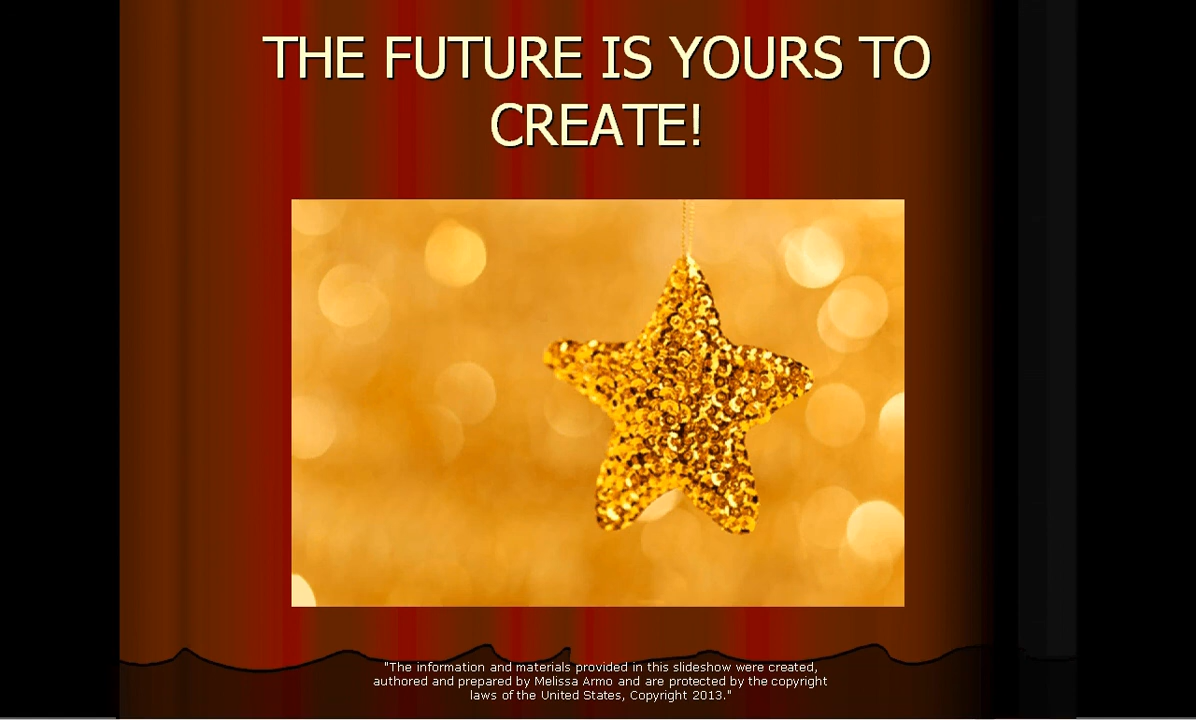 THE FUTURE IS YOURS TO
CREATE!
"The information and materials provided in this slideshow were created,
authored and prepared by Melissa Armo and are protected by the copyright
laws of the United States, Copyright 2013."